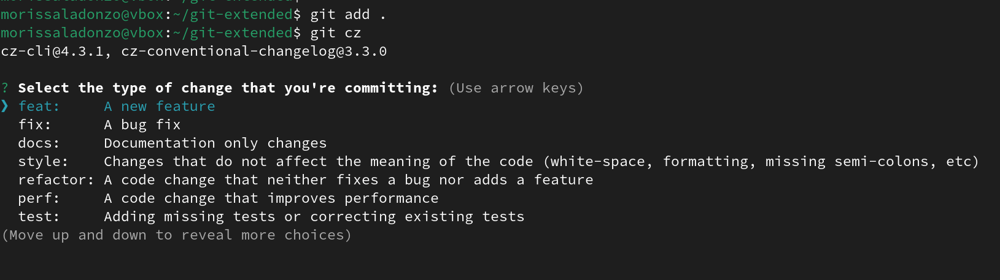 morissaladonzo@vbox:~/git-extended$
morissaladonzo@vbox:~/git-extended$ git add .
morissaladonzo@vbox:~/git-extended$ git cz
cz-cli@4.3.1, cz-conventional-changelog@3.3.0
? Select the type of change that you're committing: (Use arrow keys)
❯ feat:     A new feature
  fix:      A bug fix
  docs:     Documentation only changes
  style:    Changes that do not affect the meaning of the code (white-space, formatting, missing semi-colons, etc)
  refactor: A code change that neither fixes a bug nor adds a feature
  perf:     A code change that improves performance
  test:     Adding missing tests or correcting existing tests
(Move up and down to reveal more choices)